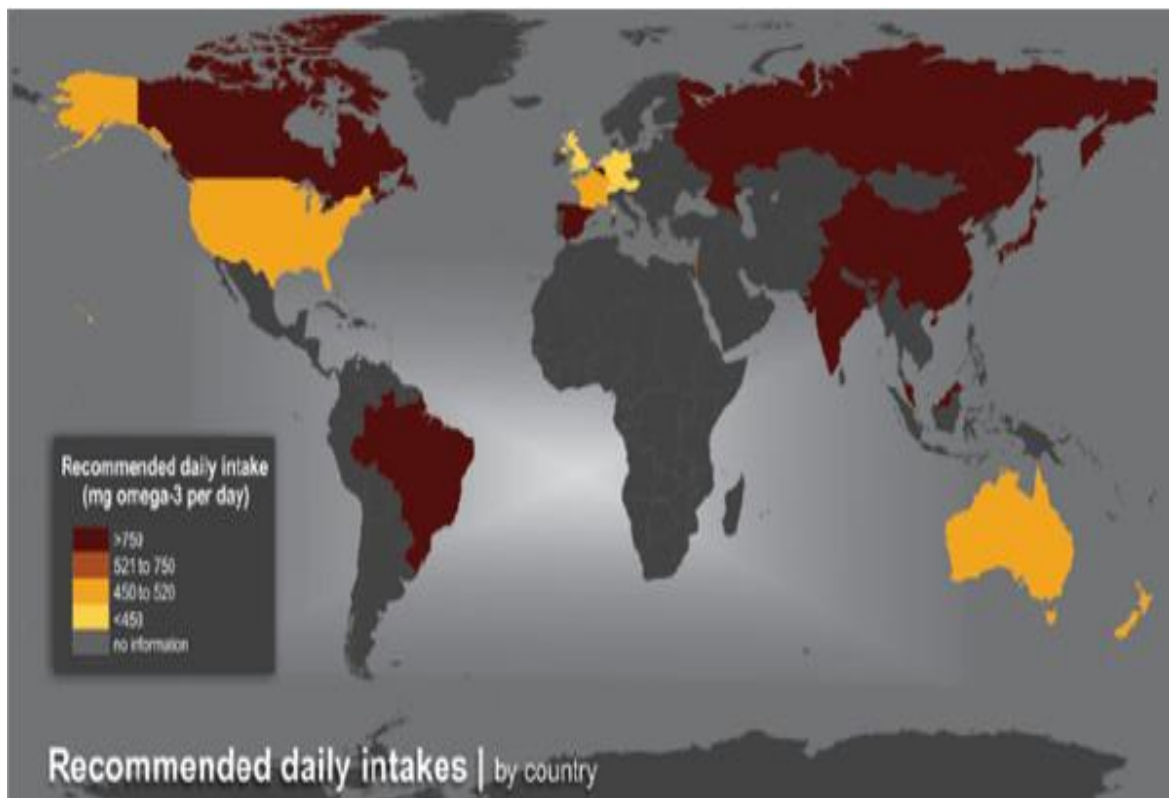 Recommended daily intake
(mg omega-3 per day)
>750
521 to 750
450 to 520
<450
no information
Recommended daily intakes | by country